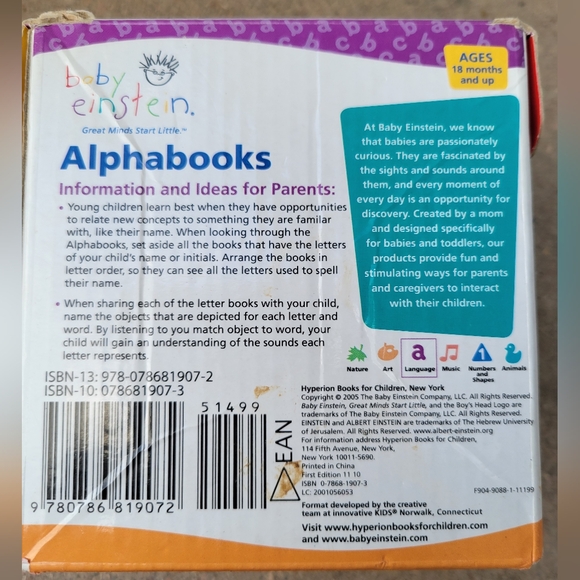 baby
einstein.
Great Minds Start Little.™
AGES
18 months
and up
Alphabooks
Information and Ideas for Parents:
• Young children learn best when they have opportunities
to relate new concepts to something they are familiar
with, like their name. When looking through the
Alphabooks, set aside all the books that have the letters
of your child's name or initials. Arrange the books in
letter order, so they can see all the letters used to spell
their name.
• When sharing each of the letter books with your child,
name the objects that are depicted for each letter and
word. By listening to you match object to word, your
child will gain an understanding of the sounds each
letter represents.
At Baby Einstein, we know
that babies are passionately
curious. They are fascinated by
the sights and sounds around
them, and every moment of
every day is an opportunity for
discovery. Created by a mom
and designed specifically
for babies and toddlers, our
products provide fun and
stimulating ways for parents
and caregivers to interact
with their children.
Nature Art a Language Music 1 Numbers and Shapes Animals
ISBN-13: 978-078681907-2
ISBN-10: 078681907-3
51499
EAN
9 780786 819072
Hyperion Books for Children, New York
Copyright © 2005 The Baby Einstein Company, LLC. All Rights Reserved.
Baby Einstein, Great Minds Start Little, and the Boy's Head Logo are
trademarks of The Baby Einstein Company, LLC. All Rights Reserved.
EINSTEIN and ALBERT EINSTEIN are trademarks of The Hebrew University
of Jerusalem. All Rights Reserved. www.albert-einstein.org
For information address Hyperion Books for Children,
114 Fifth Avenue, New York,
New York 10011-5690.
Printed in China
First Edition 11 10
ISBN 0-7868-1907-3
LC: 2001056053
F904-9088-1-11199
Format developed by the creative
team at innovative KIDS® Norwalk, Connecticut
Visit www.hyperionbooksforchildren.com
and www.babyeinstein.com